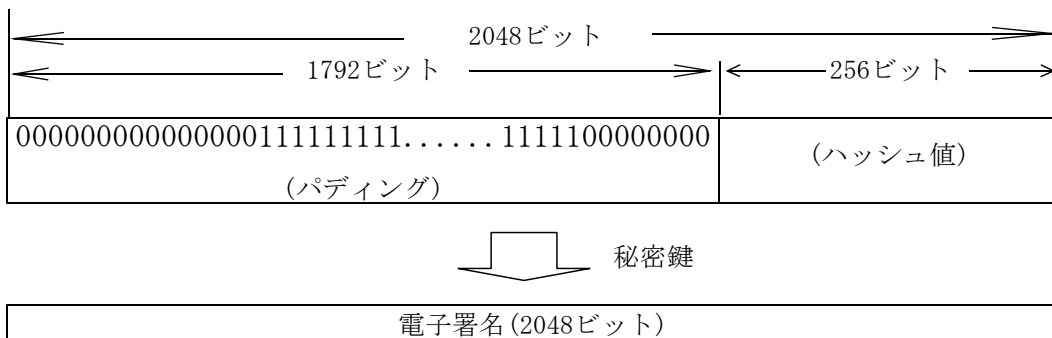 2048ビット
1792ビット
256ビット
000000000000000111111111......1111100000000
(パディング)
(ハッシュ値)
秘密鍵
電子署名(2048ビット)